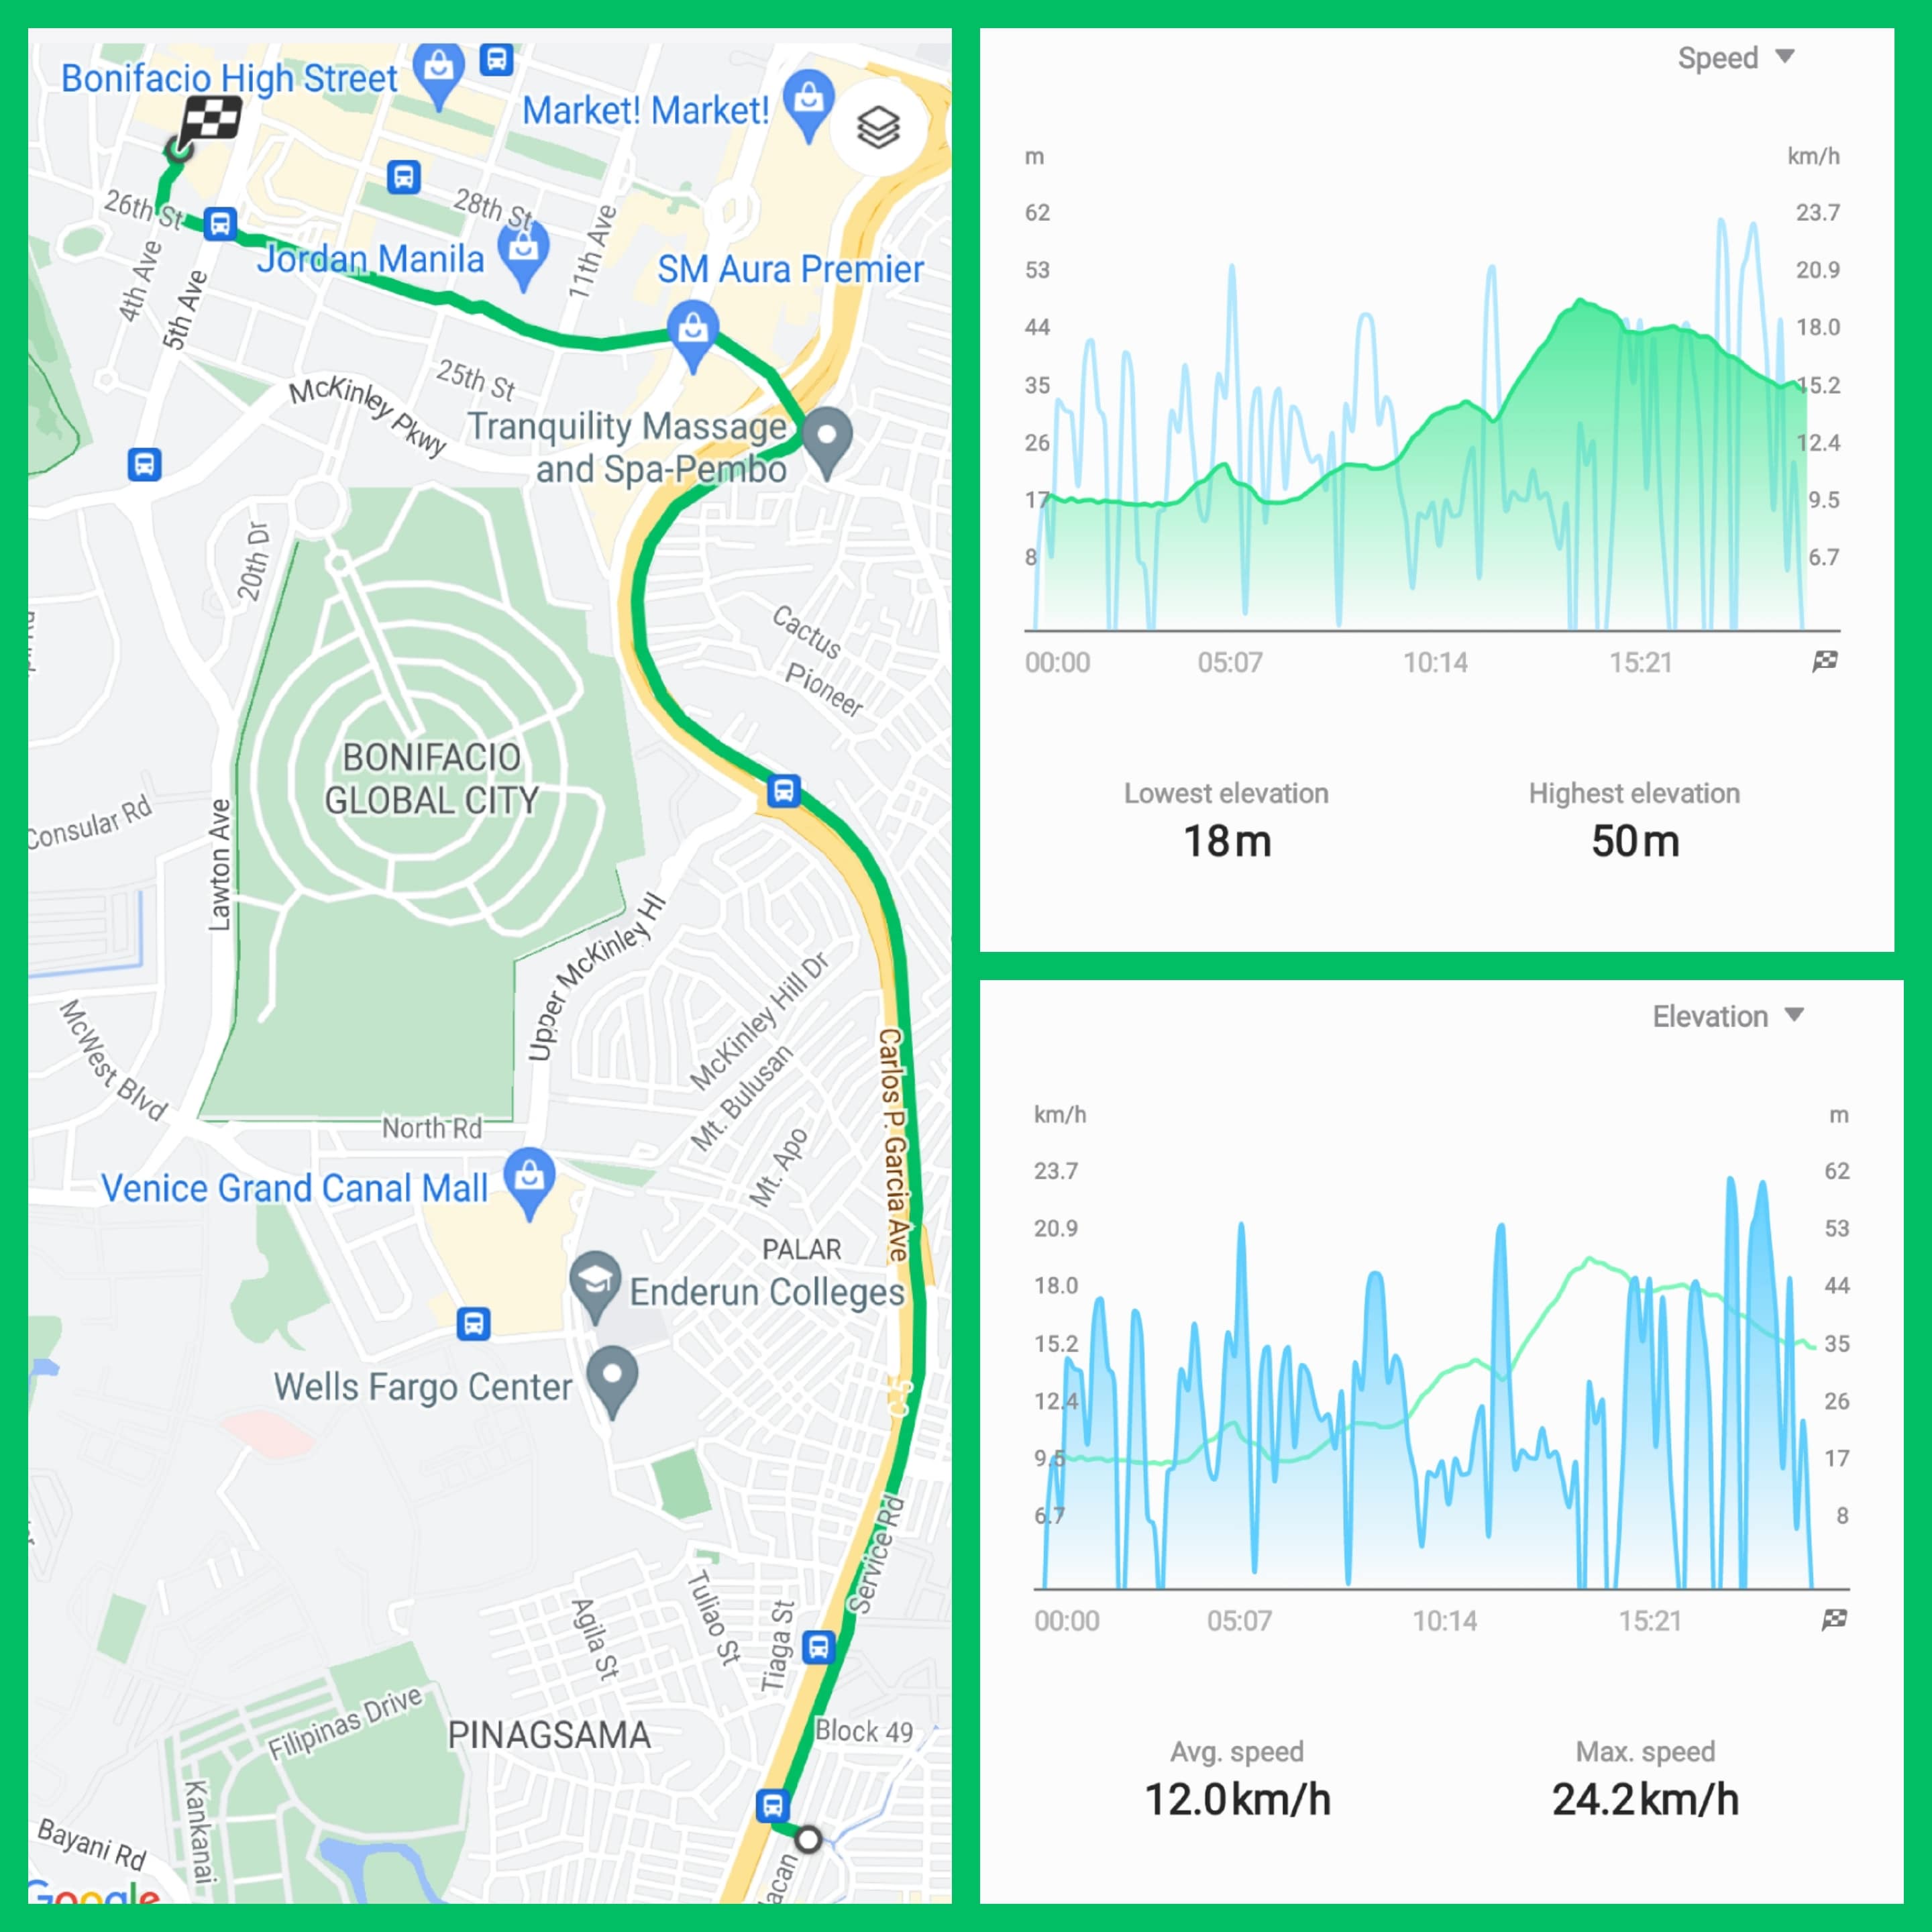 Bonifacio High Street
Market! Market!
26th St
28th St
11th Ave
Jordan Manila
SM Aura Premier
4th Ave
5th Ave
25th St
McKinley Pkwy
Tranquility Massage
and Spa-Pembo
20th Dr
Cactus
Pioneer
BONIFACIO
GLOBAL CITY
Consular Rd
Lawton Ave
Upper McKinley Hl
McKinley Hill Dr
Mt. Bulusan
Mt. Apo
McWest Blvd
Carlos P. Garcia Ave
North Rd
Venice Grand Canal Mall
PALAR
Enderun Colleges
Wells Fargo Center
C-5
Service Rd
Tuliao St
Agila St
Tiaga St
Filipinas Drive
PINAGSAMA
Block 49
Kankanai
Bayani Rd
Google
Speed
m km/h
62 23.7
53 20.9
44 18.0
35 15.2
26 12.4
17 9.5
8 6.7
00:00 05:07 10:14 15:21
Lowest elevation Highest elevation
18 m 50 m
Elevation
km/h m
23.7 62
20.9 53
18.0 44
15.2 35
12.4 26
9.5 17
6.7 8
00:00 05:07 10:14 15:21
Avg. speed Max. speed
12.0 km/h 24.2 km/h